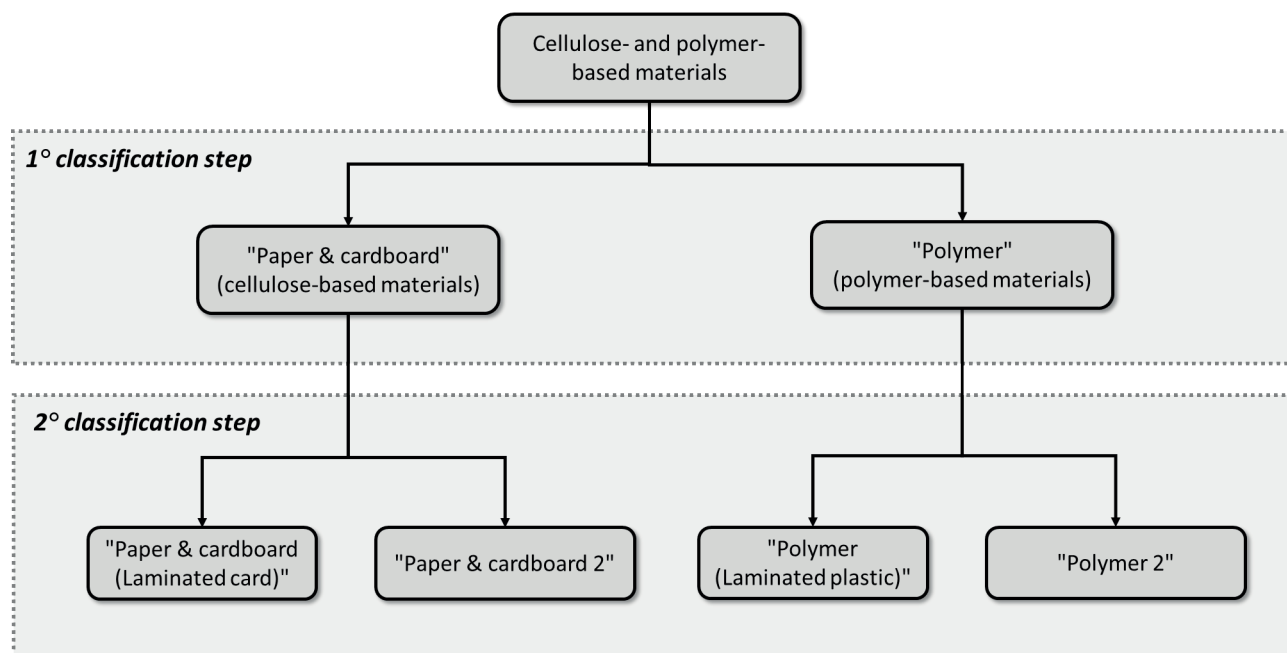 Cellulose- and polymer-
based materials
1° classification step
"Paper & cardboard"
(cellulose-based materials)
"Polymer"
(polymer-based materials)
2° classification step
"Paper & cardboard
(Laminated card)"
"Paper & cardboard 2"
"Polymer
(Laminated plastic)"
"Polymer 2"